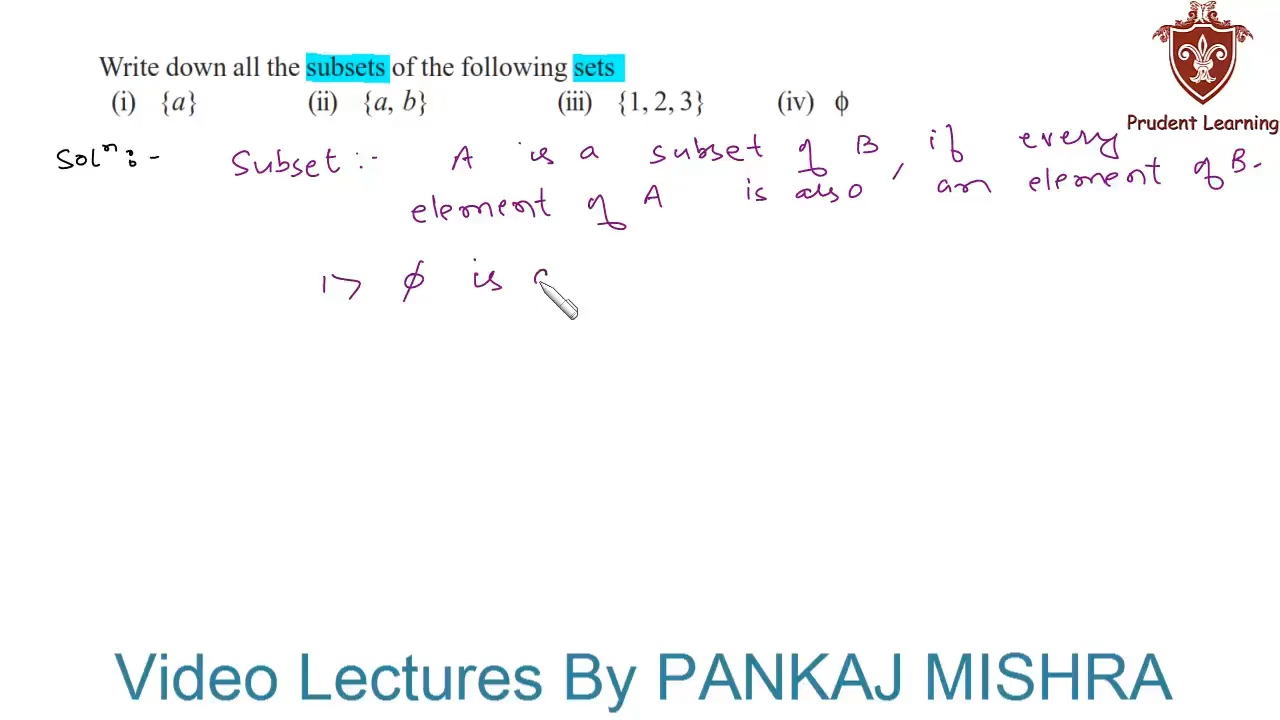 Write down all the subsets of the following sets
(i) {a} (ii) {a, b} (iii) {1, 2, 3} (iv) ϕ
Prudent Learning
Solⁿ :- Subset :- A is a subset of B, if every
element of A is also an element of B.
1> ϕ is a
Video Lectures By PANKAJ MISHRA